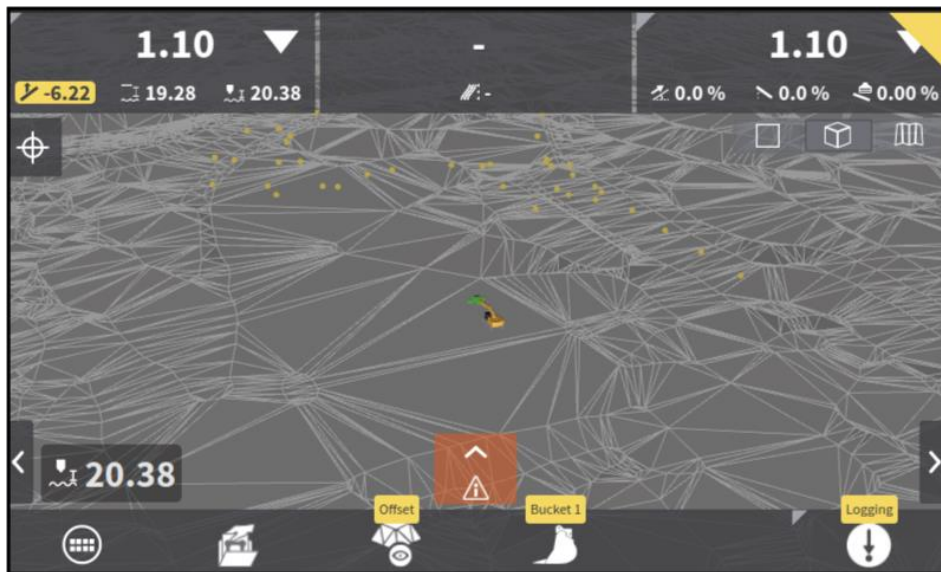 1.10 - 1.10
-6.22 19.28 20.38 : - 0.0 % 0.0 % 0.00 %
20.38
Offset Bucket 1 Logging